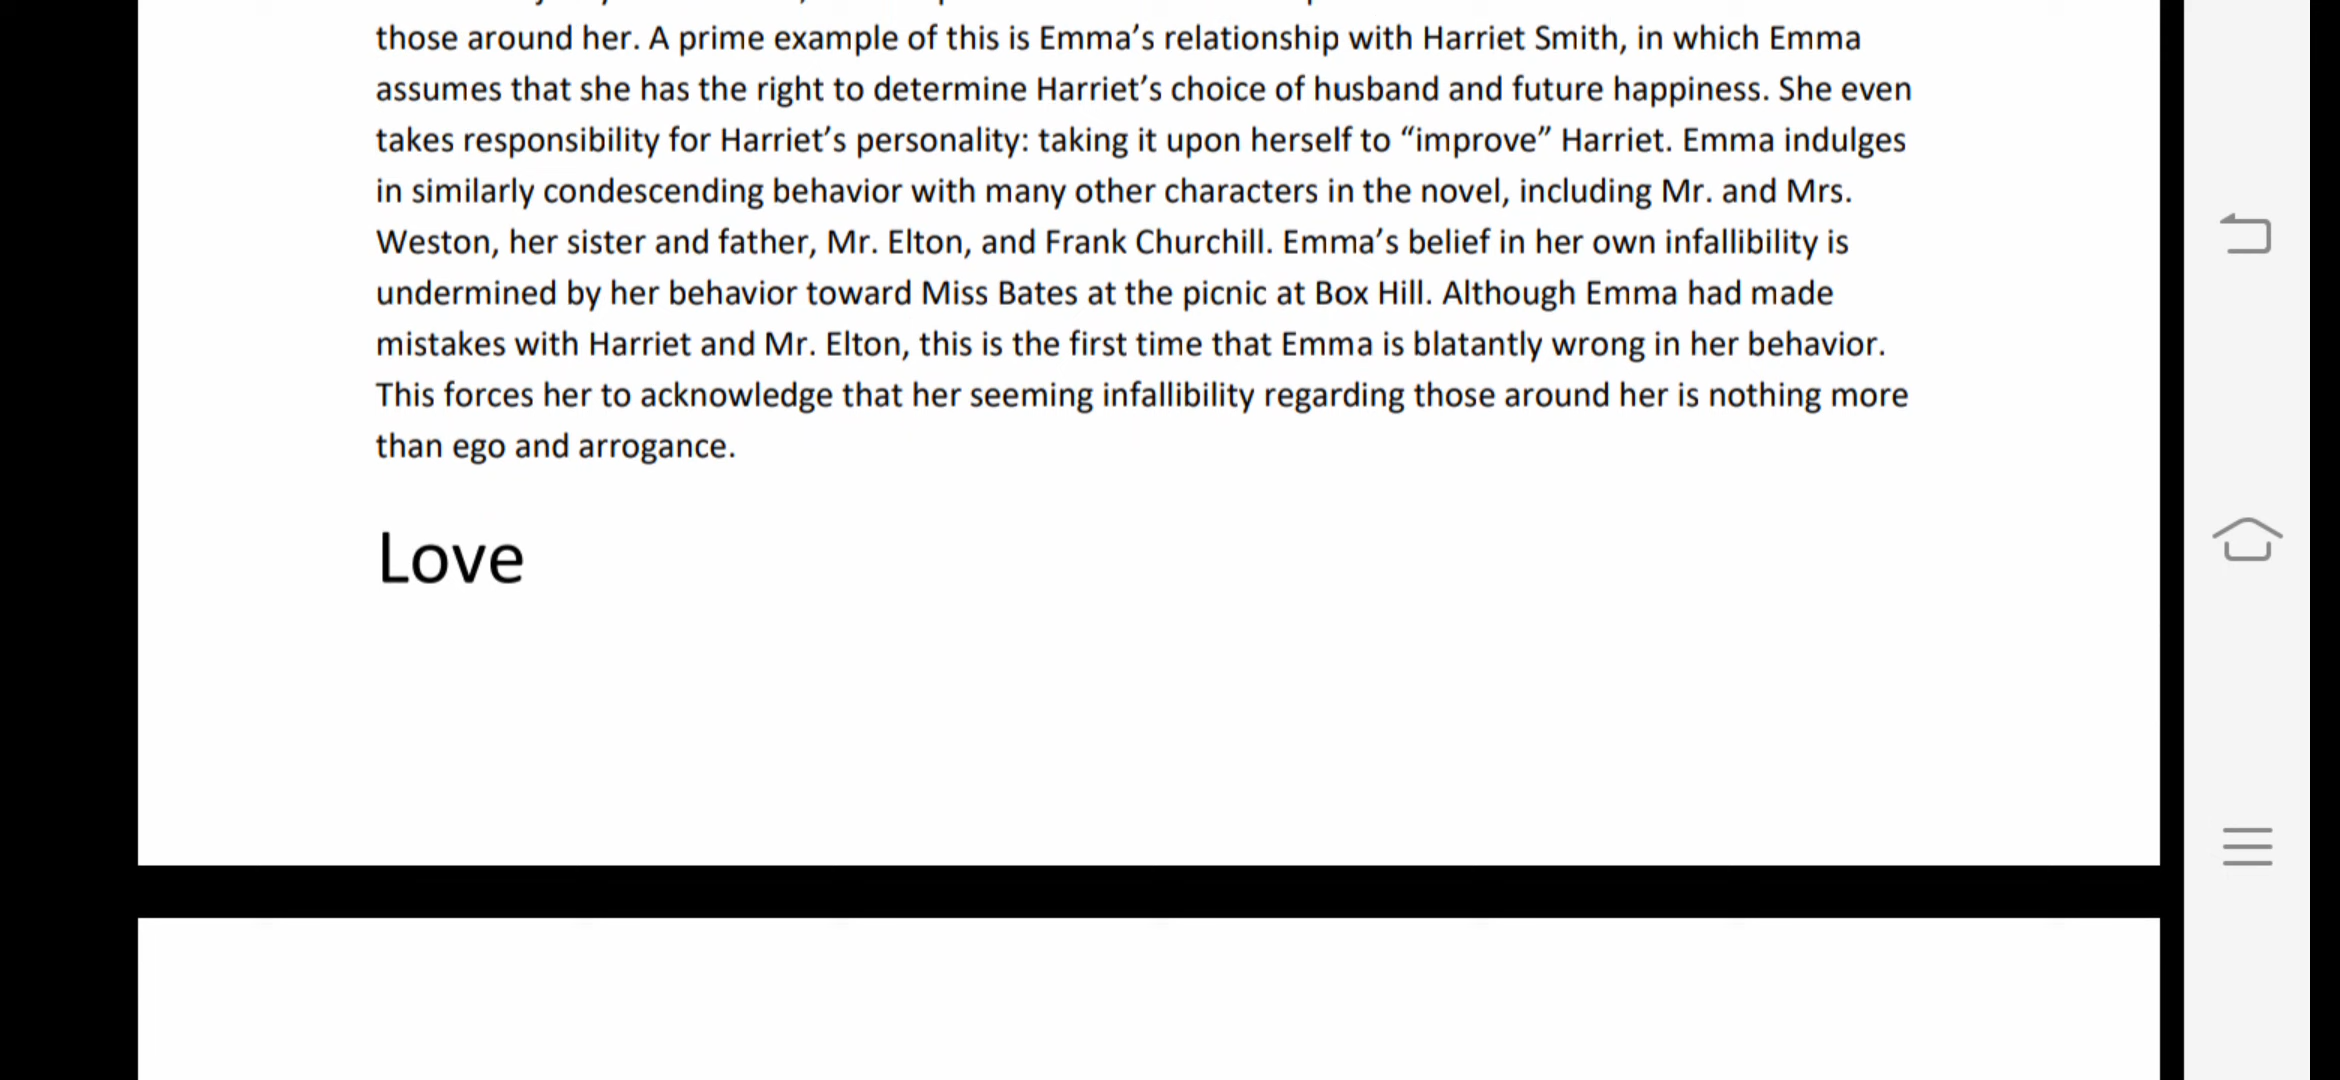 those around her. A prime example of this is Emma’s relationship with Harriet Smith, in which Emma
assumes that she has the right to determine Harriet’s choice of husband and future happiness. She even
takes responsibility for Harriet’s personality: taking it upon herself to “improve” Harriet. Emma indulges
in similarly condescending behavior with many other characters in the novel, including Mr. and Mrs.
Weston, her sister and father, Mr. Elton, and Frank Churchill. Emma’s belief in her own infallibility is
undermined by her behavior toward Miss Bates at the picnic at Box Hill. Although Emma had made
mistakes with Harriet and Mr. Elton, this is the first time that Emma is blatantly wrong in her behavior.
This forces her to acknowledge that her seeming infallibility regarding those around her is nothing more
than ego and arrogance.
Love